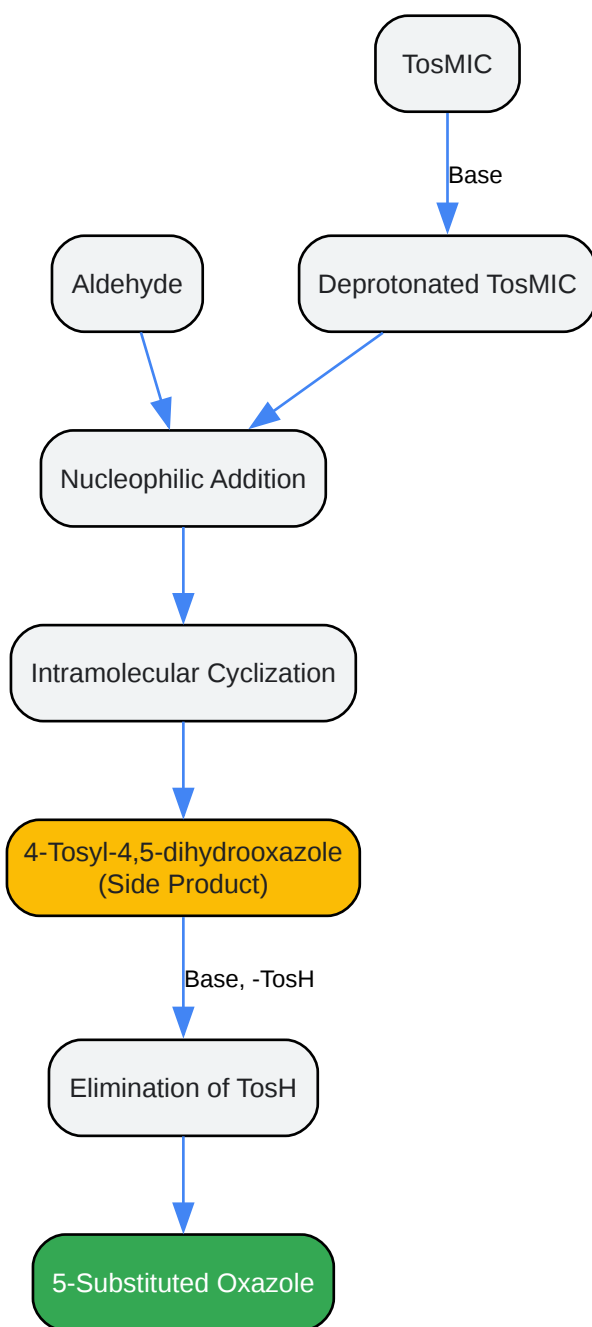 TosMIC
Base
Aldehyde
Deprotonated TosMIC
Nucleophilic Addition
Intramolecular Cyclization
4-Tosyl-4,5-dihydrooxazole
(Side Product)
Base, -TosH
Elimination of TosH
5-Substituted Oxazole